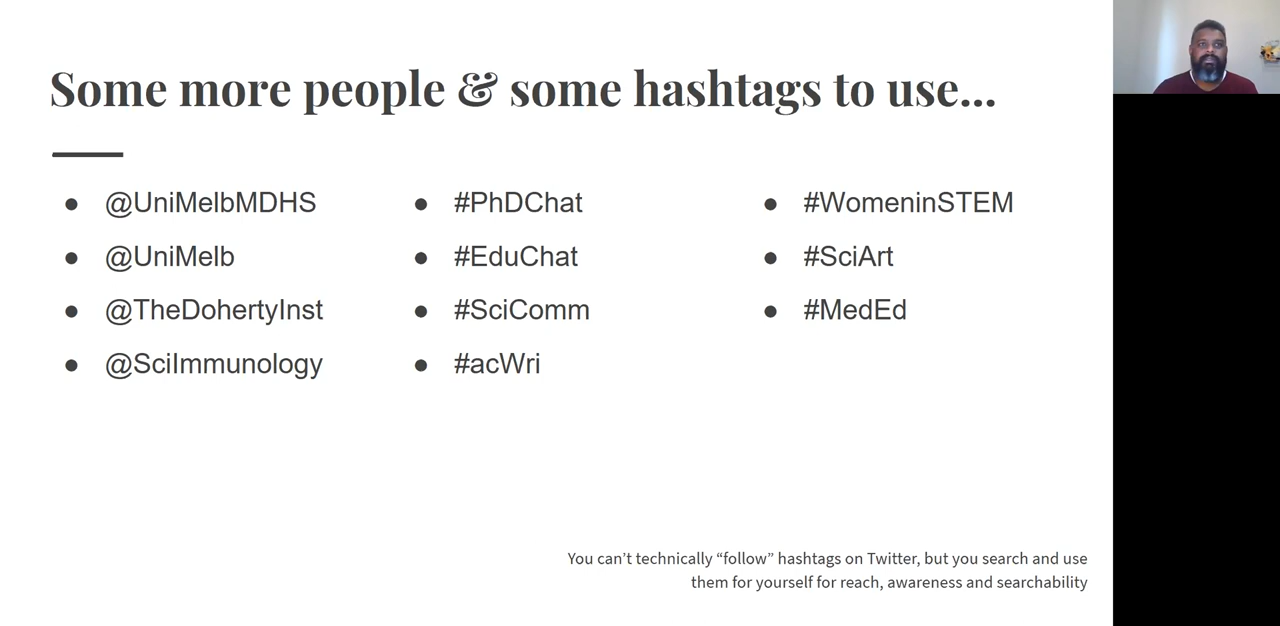 Some more people & some hashtags to use...
@UniMelbMDHS
@UniMelb
@TheDohertyInst
@SciImmunology
#PhDChat
#EduChat
#SciComm
#acWri
#WomeninSTEM
#SciArt
#MedEd
You can’t technically “follow” hashtags on Twitter, but you search and use
them for yourself for reach, awareness and searchability